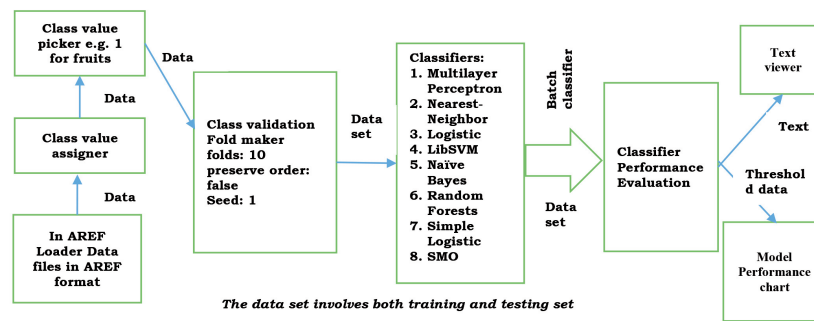 Class value
picker e.g. 1
for fruits
Data
Data
Class value
assigner
Data
In AREF
Loader Data
files in AREF
format
Class validation
Fold maker
folds: 10
preserve order:
false
Seed: 1
Data
set
Classifiers:
1. Multilayer
Perceptron
2. Nearest-
Neighbor
3. Logistic
4. LibSVM
5. Naïve
Bayes
6. Random
Forests
7. Simple
Logistic
8. SMO
Batch
classifier
Data
set
Classifier
Performance
Evaluation
Text
viewer
Text
Threshol
d data
Model
Performance
chart
The data set involves both training and testing set